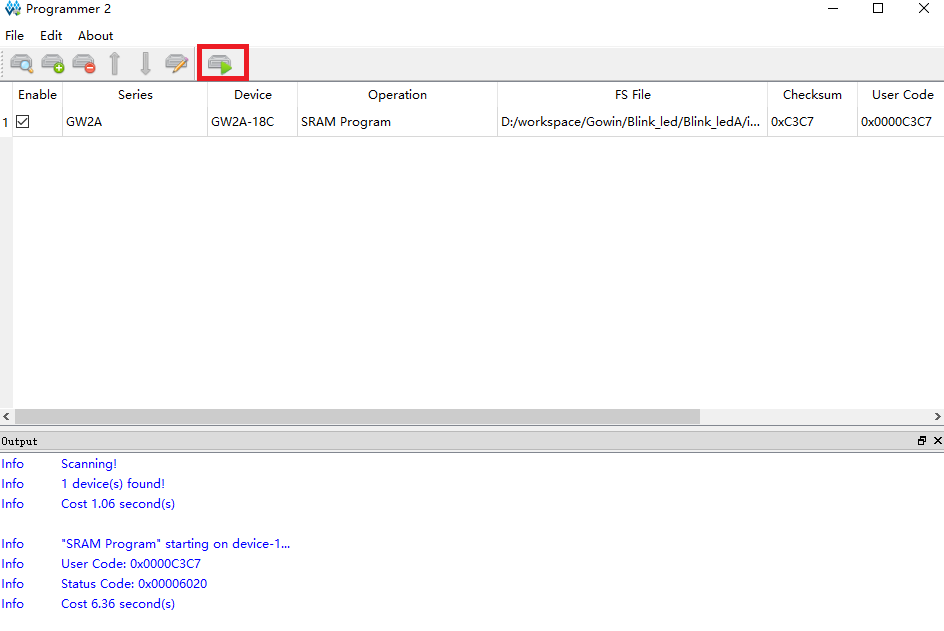 Programmer 2
File Edit About
Enable Series Device Operation FS File Checksum User Code
1 GW2A GW2A-18C SRAM Program D:/workspace/Gowin/Blink_led/Blink_ledA/i... 0xC3C7 0x0000C3C7
Output
Info Scanning!
Info 1 device(s) found!
Info Cost 1.06 second(s)
Info "SRAM Program" starting on device-1...
Info User Code: 0x0000C3C7
Info Status Code: 0x00006020
Info Cost 6.36 second(s)